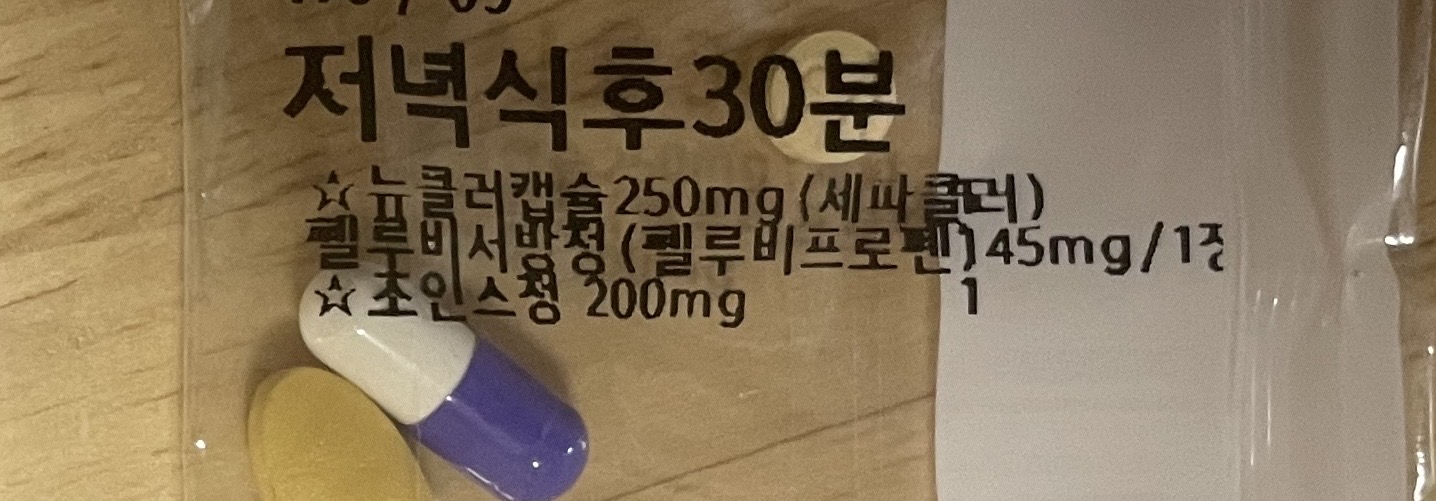 저녁식후30분
☆뉴클러캡슐250mg(세파클러)
펠루비서방정(펠루비프로펜)45mg/1정
☆초인스정 200mg 1